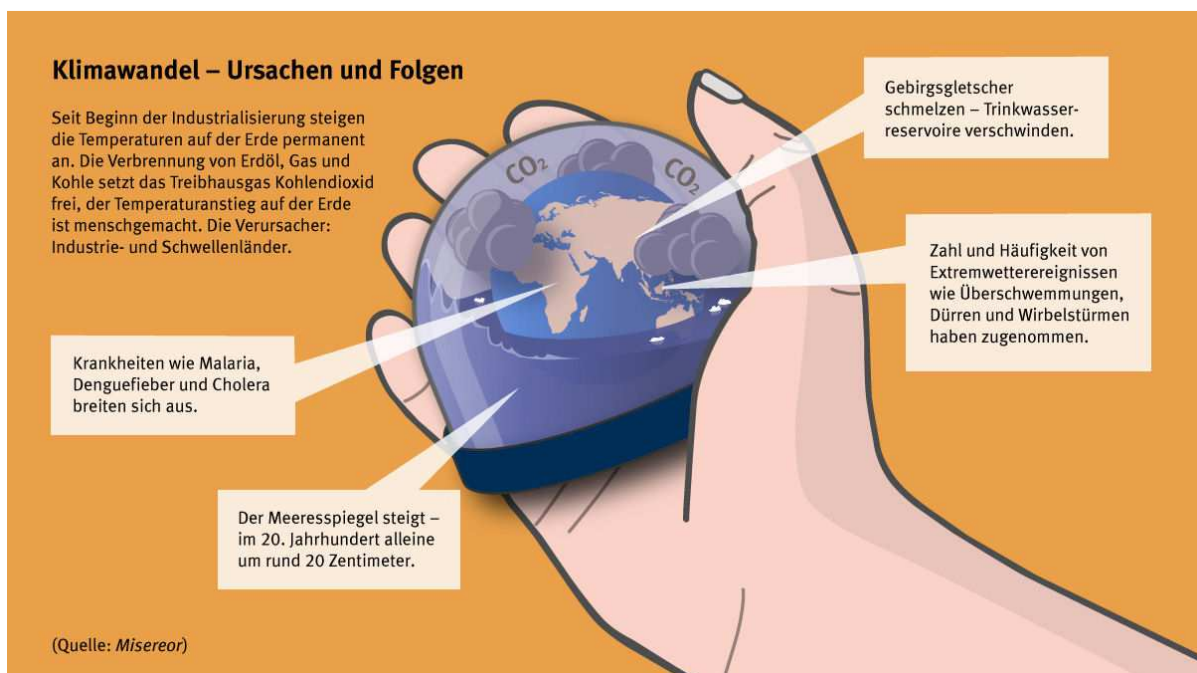 Klimawandel – Ursachen und Folgen
Seit Beginn der Industrialisierung steigen
die Temperaturen auf der Erde permanent
an. Die Verbrennung von Erdöl, Gas und
Kohle setzt das Treibhausgas Kohlendioxid
frei, der Temperaturanstieg auf der Erde
ist menschgemacht. Die Verursacher:
Industrie- und Schwellenländer.
CO₂
CO₂
Gebirgsgletscher
schmelzen – Trinkwasser-
reservoire verschwinden.
Zahl und Häufigkeit von
Extremwetterereignissen
wie Überschwemmungen,
Dürren und Wirbelstürmen
haben zugenommen.
Krankheiten wie Malaria,
Denguefieber und Cholera
breiten sich aus.
Der Meeresspiegel steigt –
im 20. Jahrhundert alleine
um rund 20 Zentimeter.
(Quelle: Misereor)